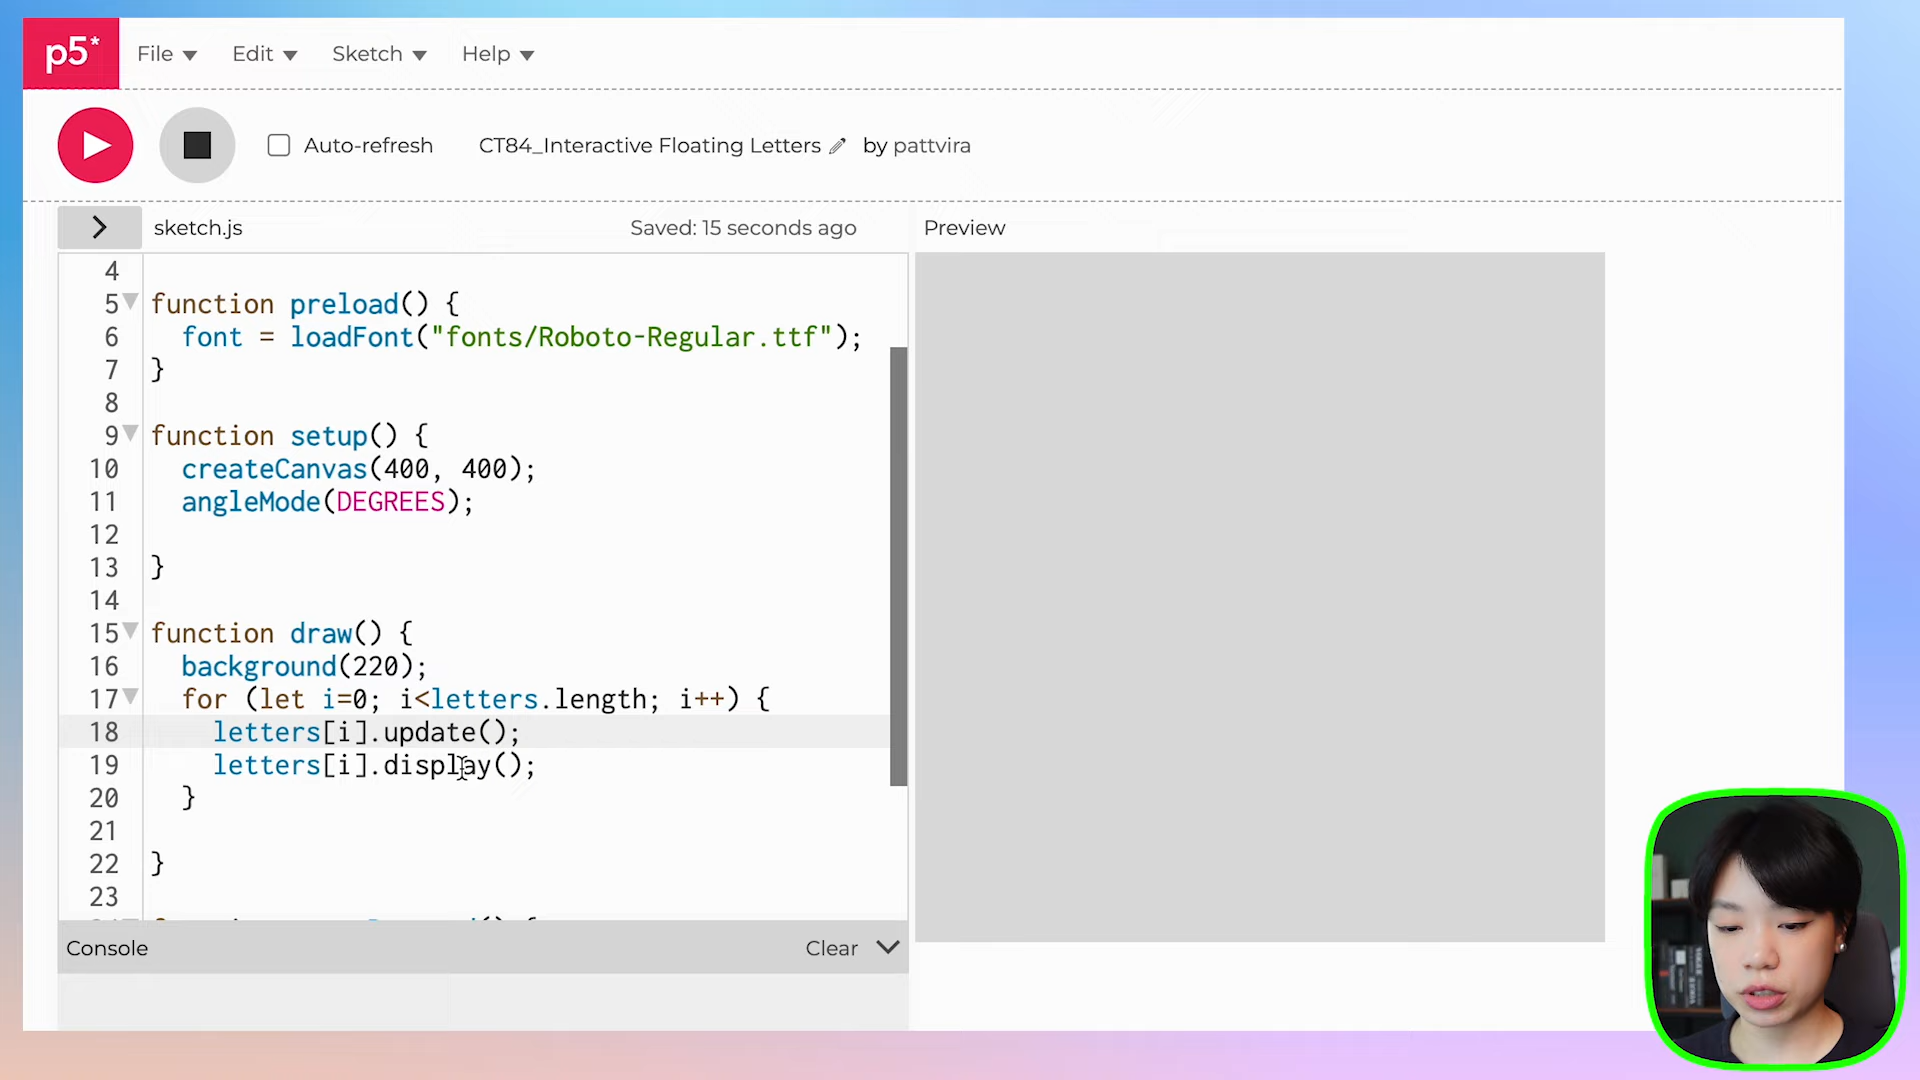 p5*
File Edit Sketch Help
Auto-refresh CT84_Interactive Floating Letters by pattvira
sketch.js Saved: 15 seconds ago Preview
4
5 function preload() {
6 font = loadFont("fonts/Roboto-Regular.ttf");
7 }
8
9 function setup() {
10 createCanvas(400, 400);
11 angleMode(DEGREES);
12
13 }
14
15 function draw() {
16 background(220);
17 for (let i=0; i<letters.length; i++) {
18 letters[i].update();
19 letters[i].display();
20 }
21
22 }
23
Console Clear